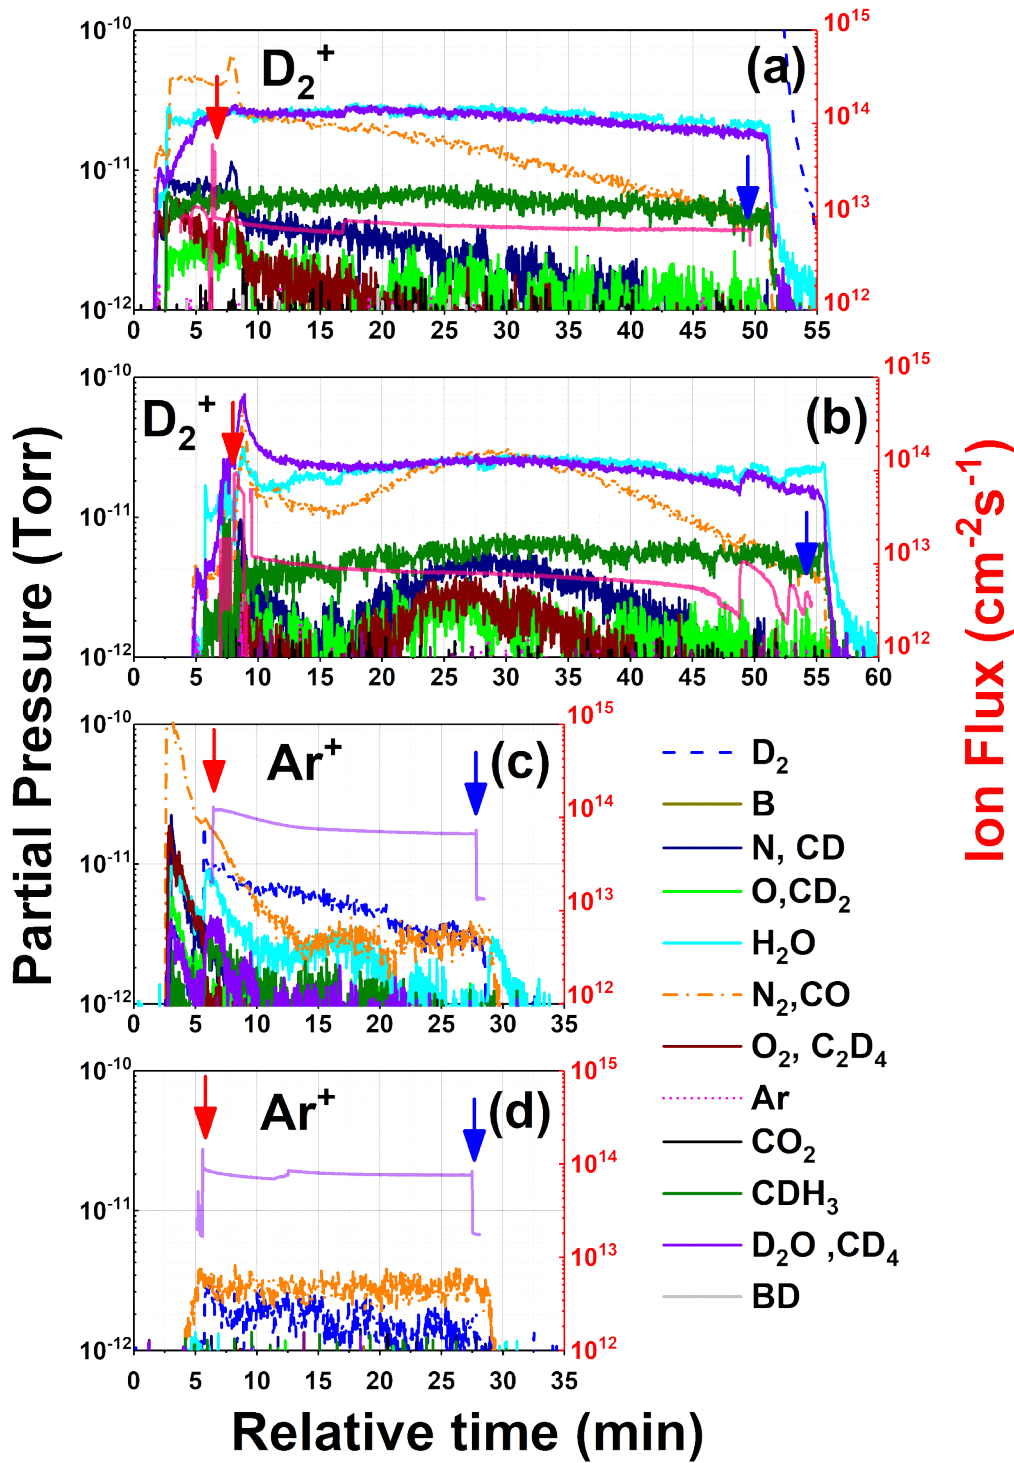 Partial Pressure (Torr)
Ion Flux (cm⁻²s⁻¹)
D₂⁺
(a)
10⁻¹⁰
10⁻¹¹
10⁻¹²
10¹⁵
10¹⁴
10¹³
10¹²
0 5 10 15 20 25 30 35 40 45 50 55
D₂⁺
(b)
10⁻¹⁰
10⁻¹¹
10⁻¹²
10¹⁵
10¹⁴
10¹³
10¹²
0 5 10 15 20 25 30 35 40 45 50 55 60
Ar⁺
(c)
10⁻¹⁰
10⁻¹¹
10⁻¹²
10¹⁵
10¹⁴
10¹³
10¹²
0 5 10 15 20 25 30 35
Ar⁺
(d)
10⁻¹⁰
10⁻¹¹
10⁻¹²
10¹⁵
10¹⁴
10¹³
10¹²
0 5 10 15 20 25 30 35
D₂
B
N, CD
O,CD₂
H₂O
N₂,CO
O₂, C₂D₄
Ar
CO₂
CDH₃
D₂O ,CD₄
BD
Relative time (min)